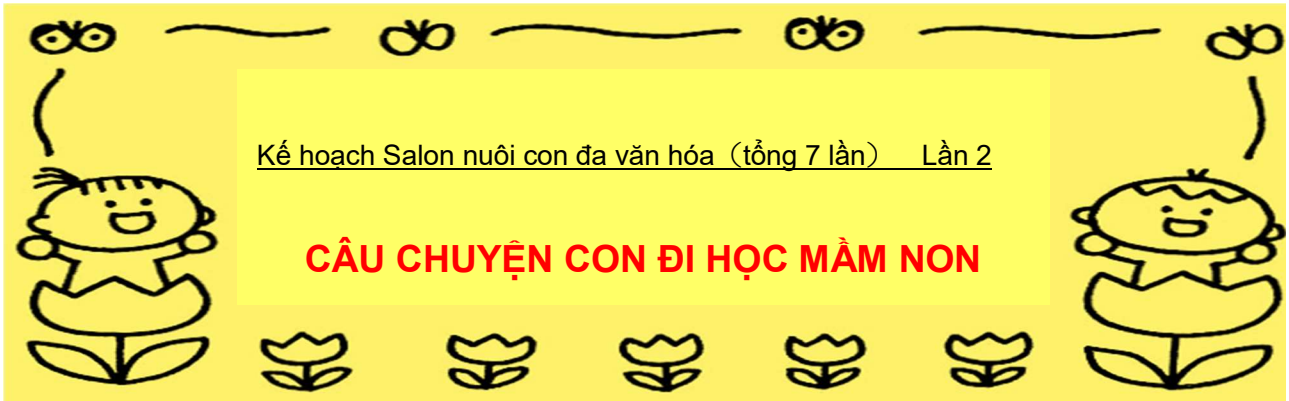 Kế hoạch Salon nuôi con đa văn hóa（tổng 7 lần） Lần 2
CÂU CHUYỆN CON ĐI HỌC MẦM NON